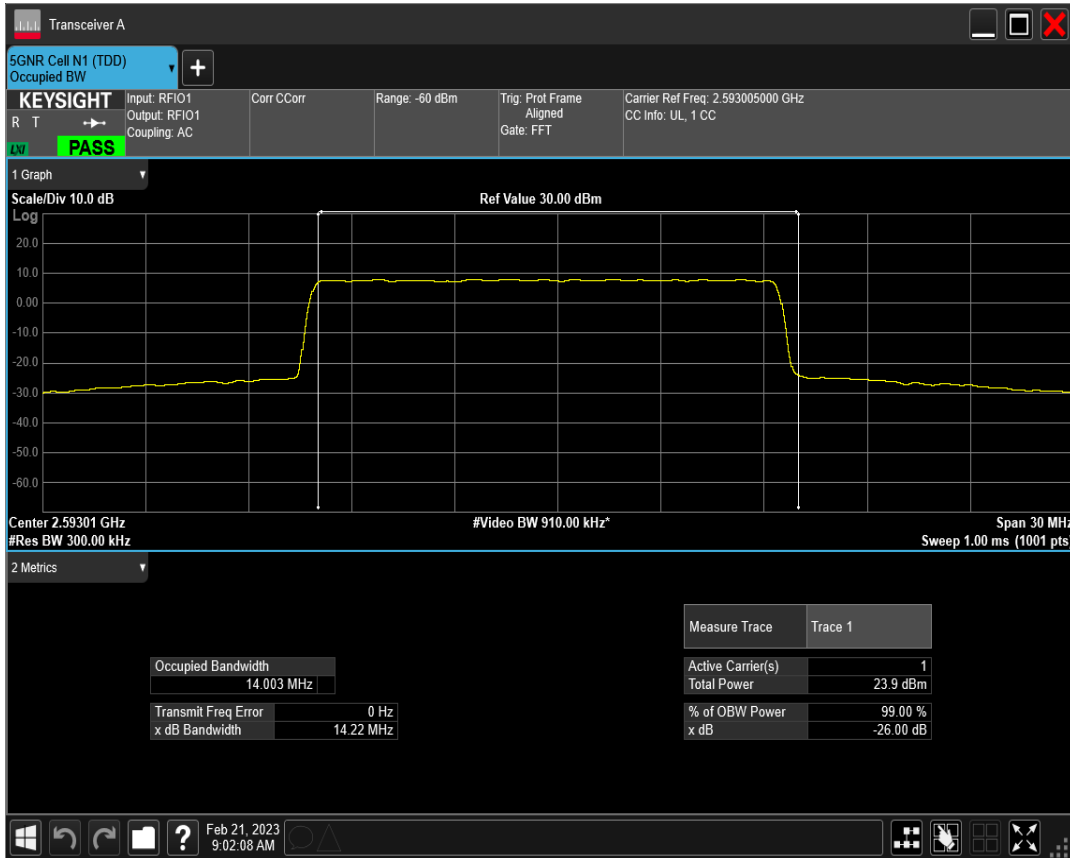 Transceiver A
5GNR Cell N1 (TDD)
Occupied BW
+
KEYSIGHT
R T
LXI
PASS
Input: RFIO1
Output: RFIO1
Coupling: AC
Corr CCorr
Range: -60 dBm
Trig: Prot Frame
Aligned
Gate: FFT
Carrier Ref Freq: 2.593005000 GHz
CC Info: UL, 1 CC
1 Graph
Scale/Div 10.0 dB
Ref Value 30.00 dBm
Log
20.0
10.0
0.00
-10.0
-20.0
-30.0
-40.0
-50.0
-60.0
Center 2.59301 GHz
#Video BW 910.00 kHz*
Span 30 MHz
#Res BW 300.00 kHz
Sweep 1.00 ms (1001 pts)
2 Metrics
Measure Trace Trace 1
Occupied Bandwidth
14.003 MHz
Active Carrier(s) 1
Total Power 23.9 dBm
Transmit Freq Error 0 Hz
x dB Bandwidth 14.22 MHz
% of OBW Power 99.00 %
x dB -26.00 dB
?
Feb 21, 2023
9:02:08 AM